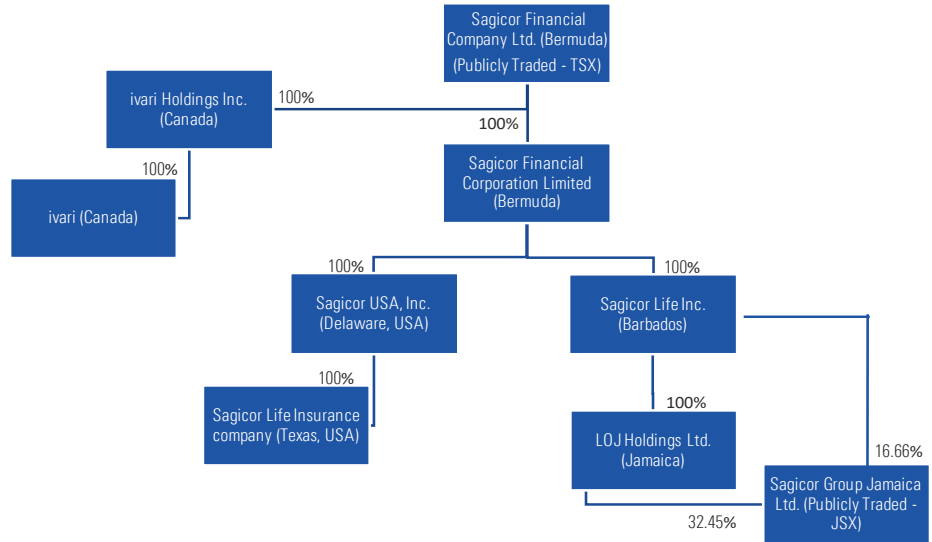 Sagicor Financial
Company Ltd. (Bermuda)
(Publicly Traded - TSX)
ivari Holdings Inc.
(Canada)
100%
100%
100%
ivari (Canada)
Sagicor Financial
Corporation Limited
(Bermuda)
100%
100%
Sagicor USA, Inc.
(Delaware, USA)
Sagicor Life Inc.
(Barbados)
100%
Sagicor Life Insurance
company (Texas, USA)
100%
LOJ Holdings Ltd.
(Jamaica)
16.66%
Sagicor Group Jamaica
Ltd. (Publicly Traded -
JSX)
32.45%